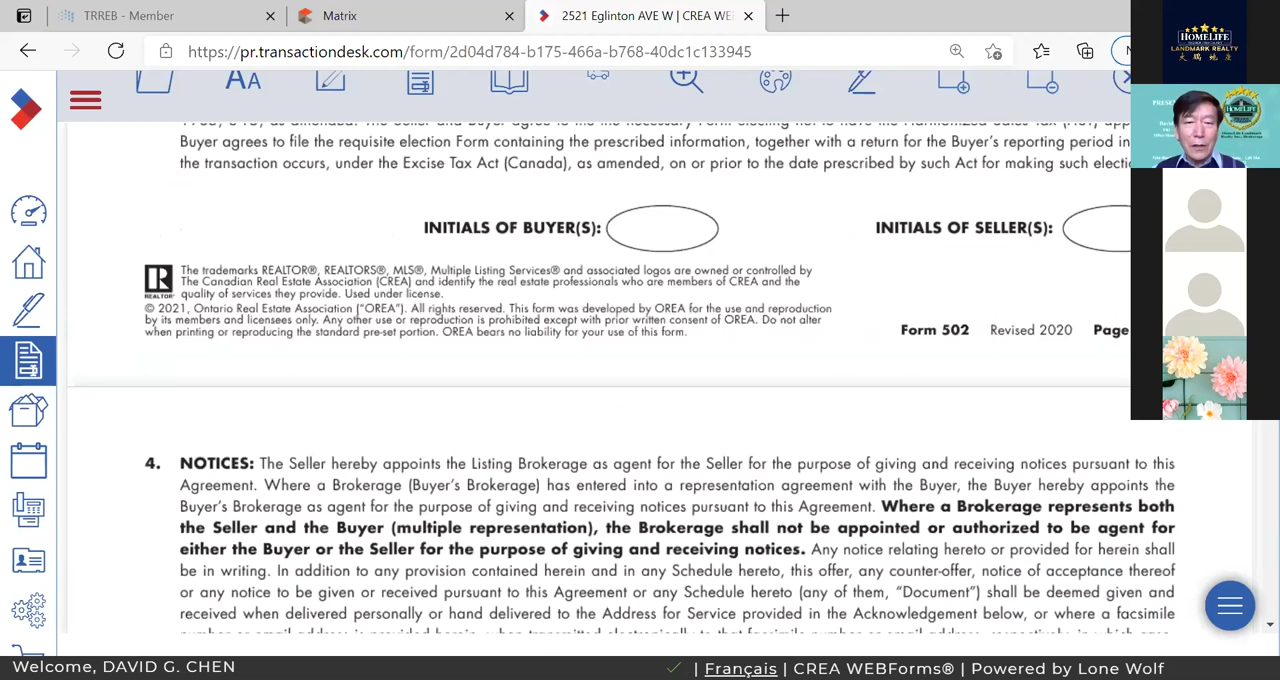 TRREB - Member
Matrix
2521 Eglinton AVE W | CREA WE
https://pr.transactiondesk.com/form/2d04d784-b175-466a-b768-40dc1c133945
HOMELIFE
LANDMARK REALTY
大鵬地產
AA
Buyer agrees to file the requisite election Form containing the prescribed information, together with a return for the Buyer's reporting period in
the transaction occurs, under the Excise Tax Act (Canada), as amended, on or prior to the date prescribed by such Act for making such electio
INITIALS OF BUYER(S):
INITIALS OF SELLER(S):
R
REALTOR
The trademarks REALTOR®, REALTORS®, MLS®, Multiple Listing Services® and associated logos are owned or controlled by
The Canadian Real Estate Association (CREA) and identify the real estate professionals who are members of CREA and the
quality of services they provide. Used under license.
© 2021, Ontario Real Estate Association ("OREA"). All rights reserved. This form was developed by OREA for the use and reproduction
by its members and licensees only. Any other use or reproduction is prohibited except with prior written consent of OREA. Do not alter
when printing or reproducing the standard pre-set portion. OREA bears no liability for your use of this form.
Form 502 Revised 2020 Page
4. NOTICES: The Seller hereby appoints the Listing Brokerage as agent for the Seller for the purpose of giving and receiving notices pursuant to this
Agreement. Where a Brokerage (Buyer's Brokerage) has entered into a representation agreement with the Buyer, the Buyer hereby appoints the
Buyer's Brokerage as agent for the purpose of giving and receiving notices pursuant to this Agreement. Where a Brokerage represents both
the Seller and the Buyer (multiple representation), the Brokerage shall not be appointed or authorized to be agent for
either the Buyer or the Seller for the purpose of giving and receiving notices. Any notice relating hereto or provided for herein shall
be in writing. In addition to any provision contained herein and in any Schedule hereto, this offer, any counter-offer, notice of acceptance thereof
or any notice to be given or received pursuant to this Agreement or any Schedule hereto (any of them, "Document") shall be deemed given and
received when delivered personally or hand delivered to the Address for Service provided in the Acknowledgement below, or where a facsimile
Welcome, DAVID G. CHEN
| Français | CREA WEBForms® | Powered by Lone Wolf